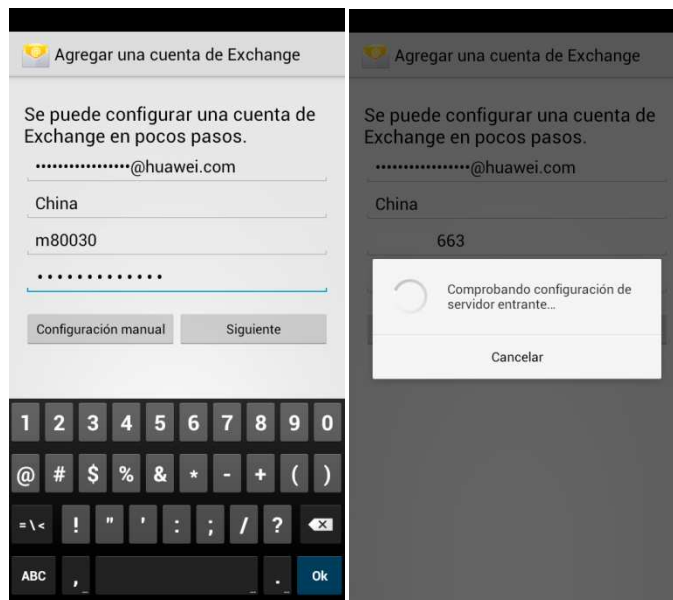 Agregar una cuenta de Exchange
Se puede configurar una cuenta de
Exchange en pocos pasos.
•••••••••••••••••@huawei.com
China
m80030
•••••••••••••
Configuración manual
Siguiente
1 2 3 4 5 6 7 8 9 0
@ # $ % & * - + ( )
=\< ! " ' : ; / ?
ABC , _ . _ Ok
Agregar una cuenta de Exchange
Se puede configurar una cuenta de
Exchange en pocos pasos.
•••••••••••••••••@huawei.com
China
663
Comprobando configuración de
servidor entrante...
Cancelar